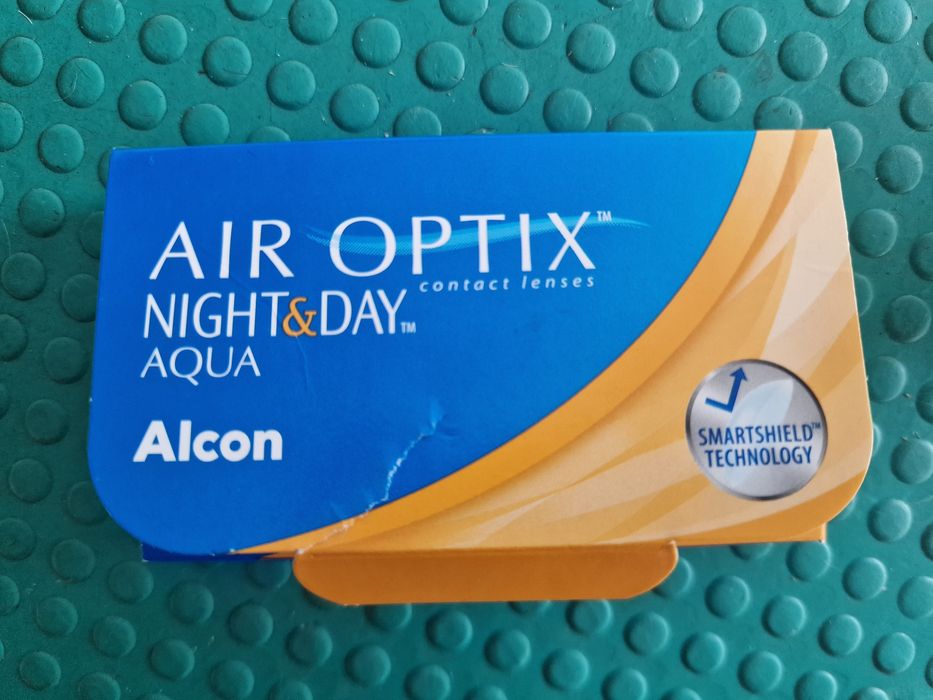 AIR OPTIX™
contact lenses
NIGHT&DAY™
AQUA
Alcon
SMARTSHIELD™
TECHNOLOGY